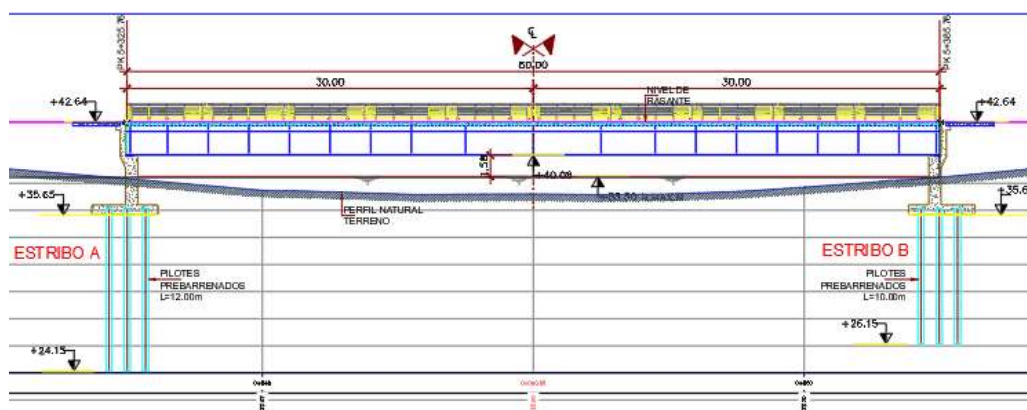 PK 5+325.76
PK 5+385.76
℄
60.00
30.00
30.00
NIVEL DE
RASANTE
+42.64
+42.64
1.58
+40.08
+35.65
PERFIL NATURAL
TERRENO
ESTRIBO A
ESTRIBO B
PILOTES
PREBARRENADOS
L=12.00m
PILOTES
PREBARRENADOS
L=10.00m
+26.15
+24.15